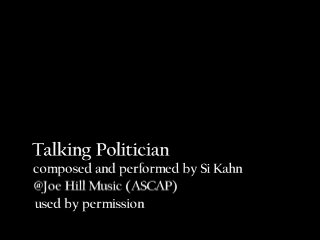 Talking Politician
composed and performed by Si Kahn
@Joe Hill Music (ASCAP)
used by permission